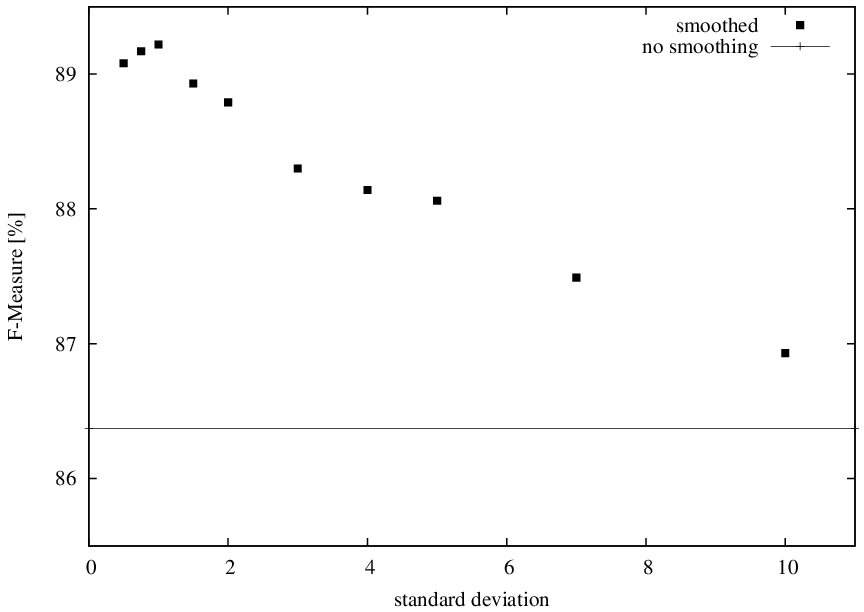 smoothed
no smoothing
89
88
87
86
F-Measure [%]
0 2 4 6 8 10
standard deviation